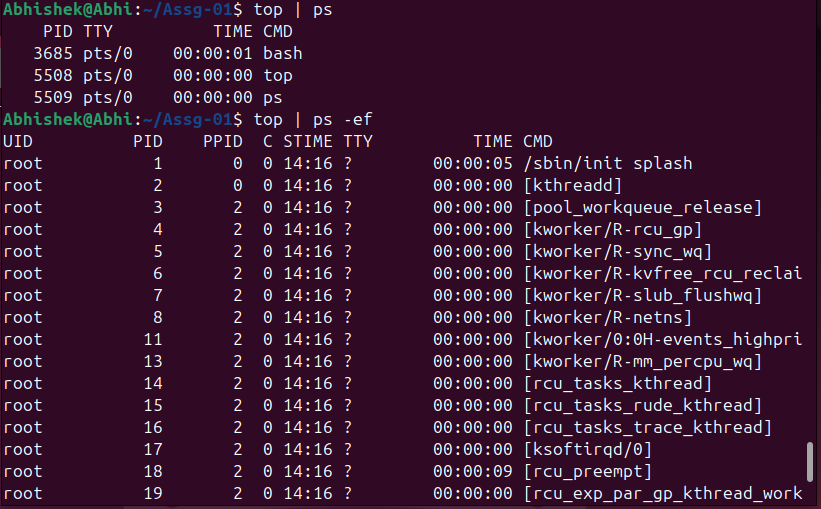 Abhishek@Abhi:~/Assg-01$ top | ps
    PID TTY          TIME CMD
   3685 pts/0    00:00:01 bash
   5508 pts/0    00:00:00 top
   5509 pts/0    00:00:00 ps
Abhishek@Abhi:~/Assg-01$ top | ps -ef
UID          PID    PPID  C STIME TTY          TIME CMD
root           1       0  0 14:16 ?        00:00:05 /sbin/init splash
root           2       0  0 14:16 ?        00:00:00 [kthreadd]
root           3       2  0 14:16 ?        00:00:00 [pool_workqueue_release]
root           4       2  0 14:16 ?        00:00:00 [kworker/R-rcu_gp]
root           5       2  0 14:16 ?        00:00:00 [kworker/R-sync_wq]
root           6       2  0 14:16 ?        00:00:00 [kworker/R-kvfree_rcu_reclai
root           7       2  0 14:16 ?        00:00:00 [kworker/R-slub_flushwq]
root           8       2  0 14:16 ?        00:00:00 [kworker/R-netns]
root          11       2  0 14:16 ?        00:00:00 [kworker/0:0H-events_highpri
root          13       2  0 14:16 ?        00:00:00 [kworker/R-mm_percpu_wq]
root          14       2  0 14:16 ?        00:00:00 [rcu_tasks_kthread]
root          15       2  0 14:16 ?        00:00:00 [rcu_tasks_rude_kthread]
root          16       2  0 14:16 ?        00:00:00 [rcu_tasks_trace_kthread]
root          17       2  0 14:16 ?        00:00:00 [ksoftirqd/0]
root          18       2  0 14:16 ?        00:00:09 [rcu_preempt]
root          19       2  0 14:16 ?        00:00:00 [rcu_exp_par_gp_kthread_work